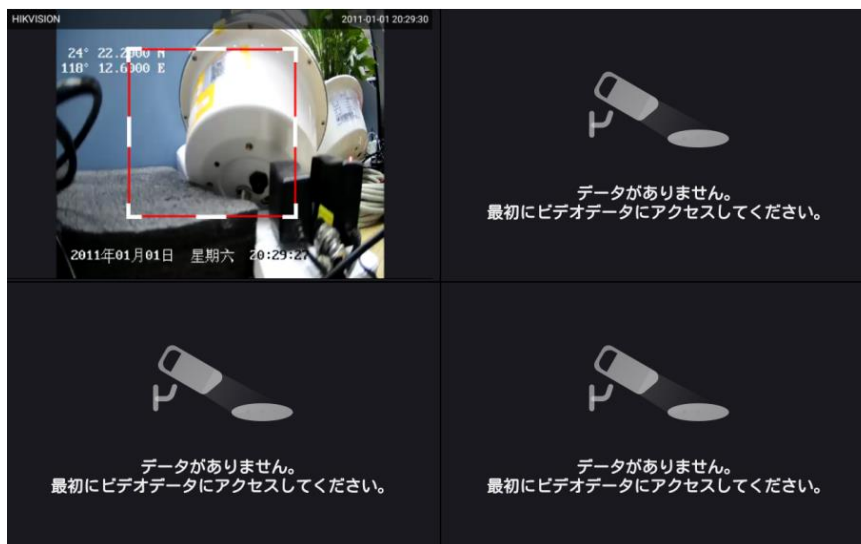 HIKVISION 2011-01-01 20:29:30
24° 22.2000 N
118° 12.6000 E
2011年01月01日 星期六 20:29:27
データがありません。
最初にビデオデータにアクセスしてください。
データがありません。
最初にビデオデータにアクセスしてください。
データがありません。
最初にビデオデータにアクセスしてください。